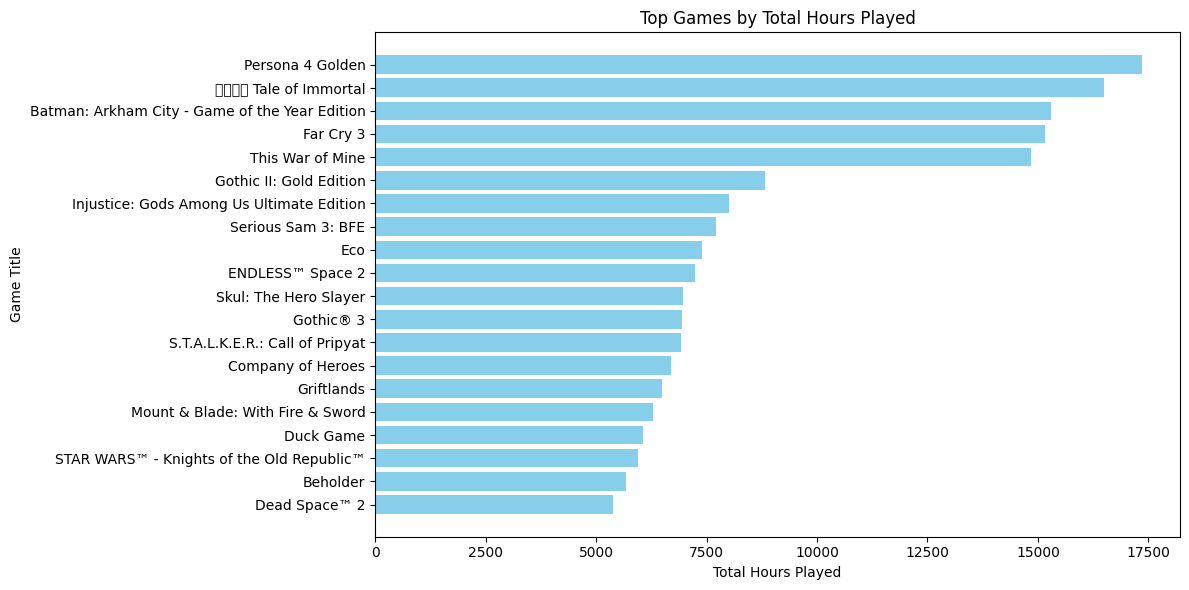 Top Games by Total Hours Played
Game Title
Persona 4 Golden
Tale of Immortal
Batman: Arkham City - Game of the Year Edition
Far Cry 3
This War of Mine
Gothic II: Gold Edition
Injustice: Gods Among Us Ultimate Edition
Serious Sam 3: BFE
Eco
ENDLESS™ Space 2
Skul: The Hero Slayer
Gothic® 3
S.T.A.L.K.E.R.: Call of Pripyat
Company of Heroes
Griftlands
Mount & Blade: With Fire & Sword
Duck Game
STAR WARS™ - Knights of the Old Republic™
Beholder
Dead Space™ 2
0 2500 5000 7500 10000 12500 15000 17500
Total Hours Played